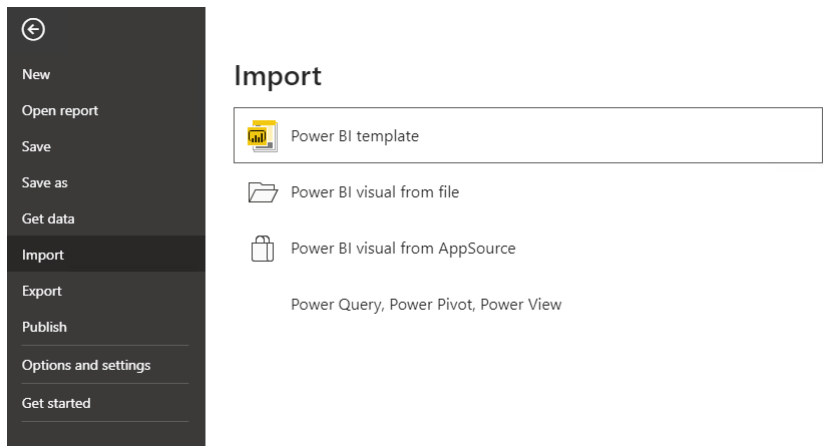 New
Open report
Save
Save as
Get data
Import
Export
Publish
Options and settings
Get started
Import
Power BI template
Power BI visual from file
Power BI visual from AppSource
Power Query, Power Pivot, Power View